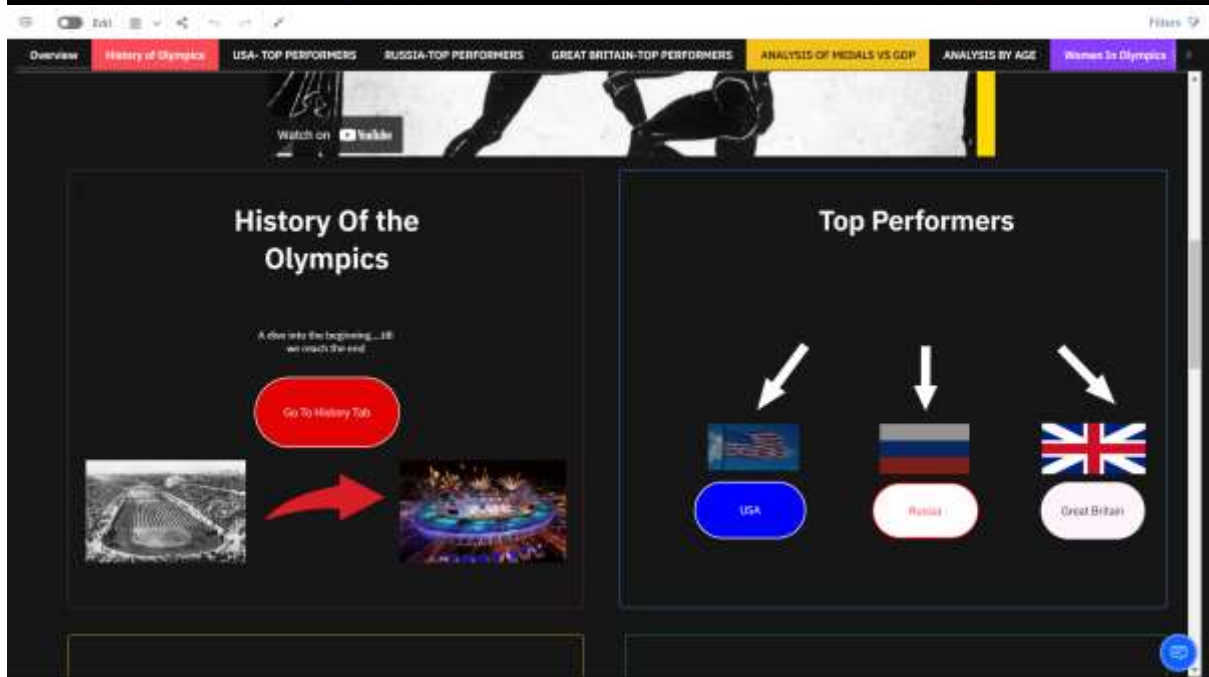 Edit
Filters
Overview
History of Olympics
USA- TOP PERFORMERS
RUSSIA-TOP PERFORMERS
GREAT BRITAIN-TOP PERFORMERS
ANALYSIS OF MEDALS VS GDP
ANALYSIS BY AGE
Women In Olympics
Watch on YouTube
History Of the
Olympics
A dive into the beginning....till
we reach the end
Go To History Tab
Top Performers
USA
Russia
Great Britain